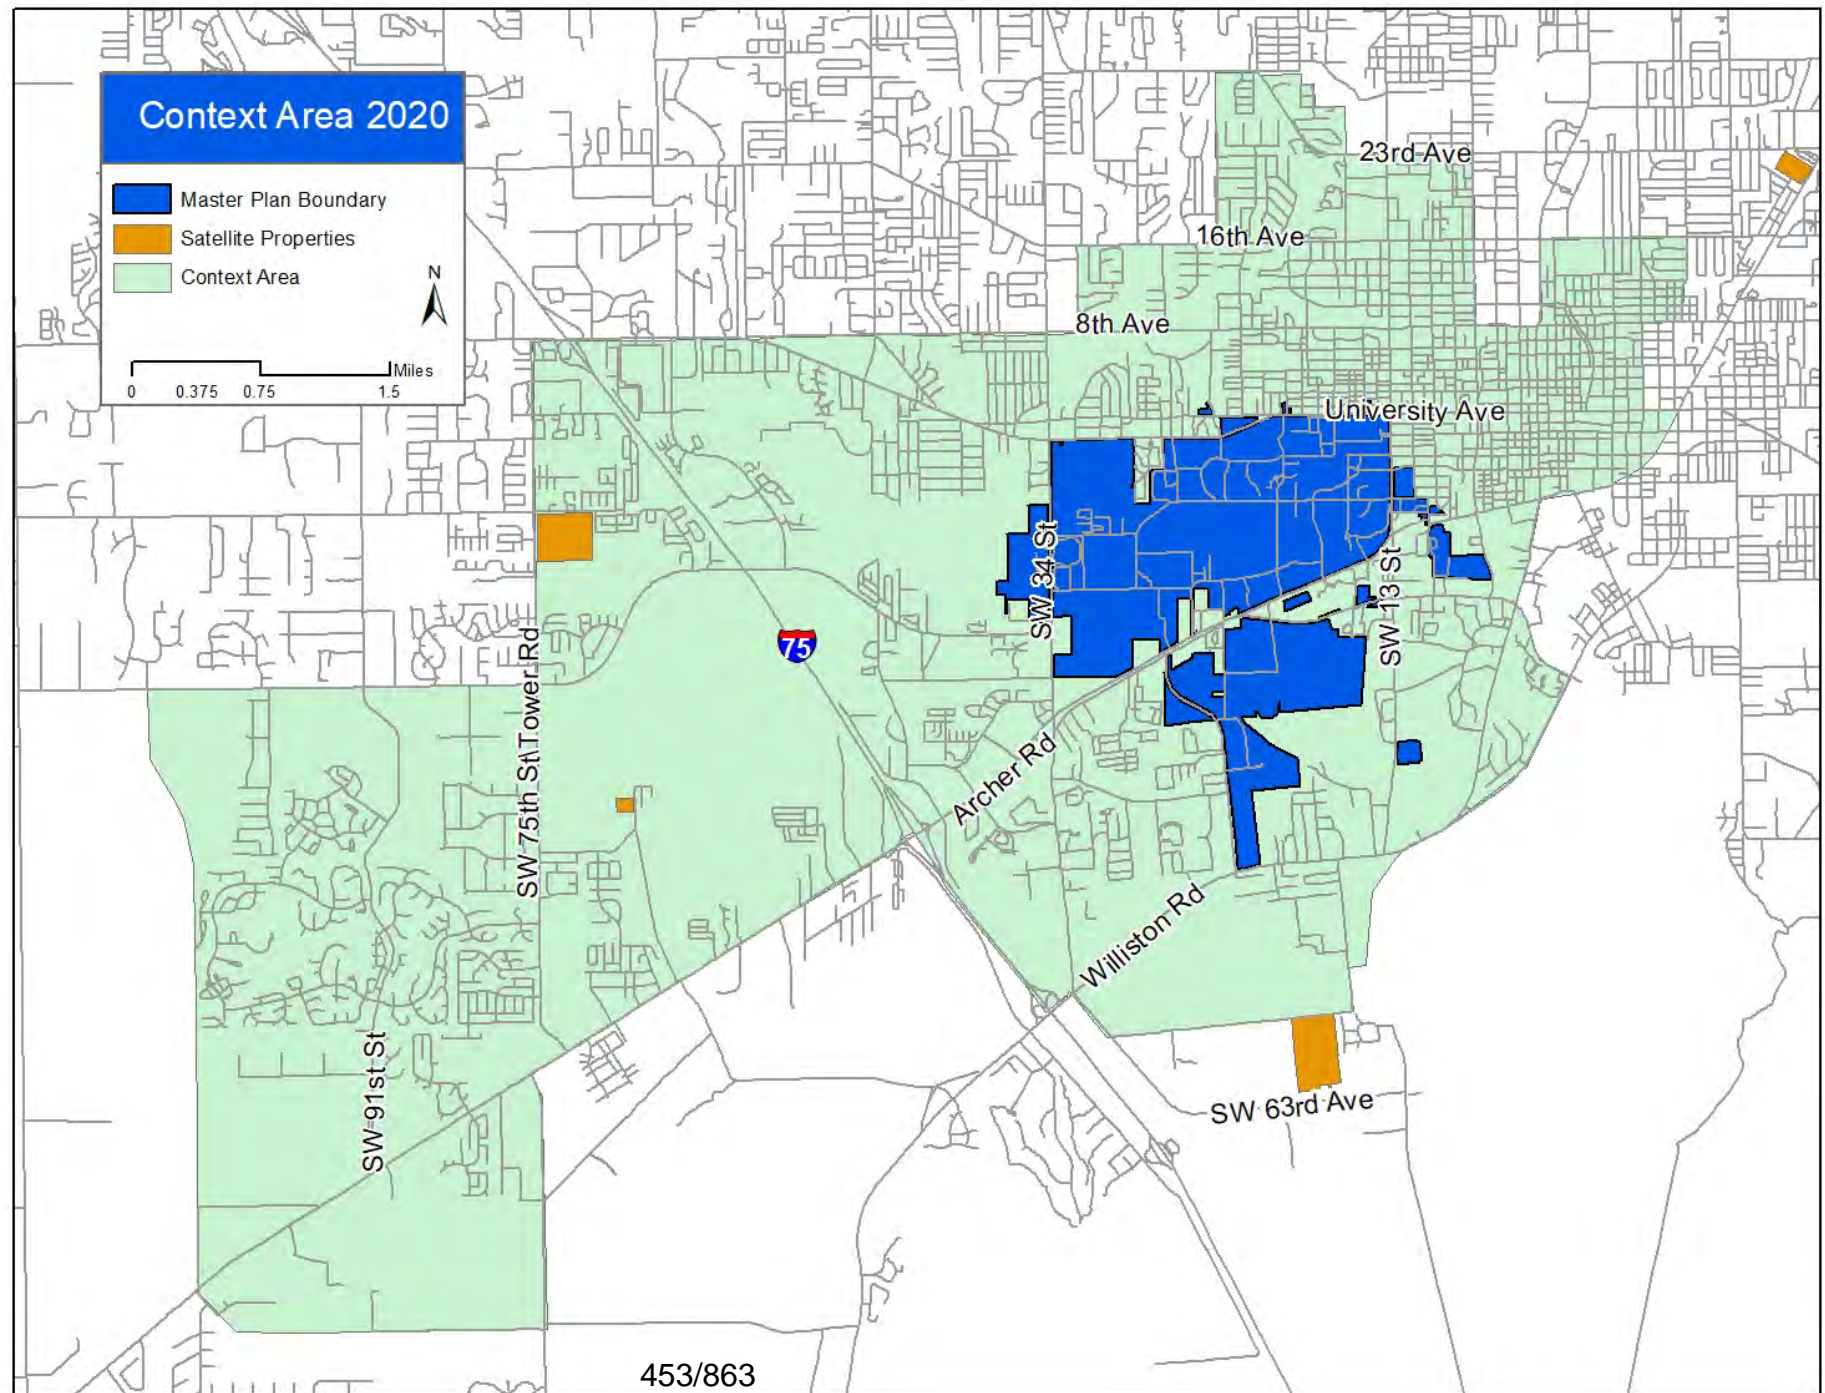 Context Area 2020
Master Plan Boundary
Satellite Properties
Context Area
N
Miles
0 0.375 0.75 1.5
23rd Ave
16th Ave
8th Ave
University Ave
SW 34 St
SW 13 St
75
SW 75th St\Tower Rd
Archer Rd
Williston Rd
SW 91st St
SW 63rd Ave
453/863